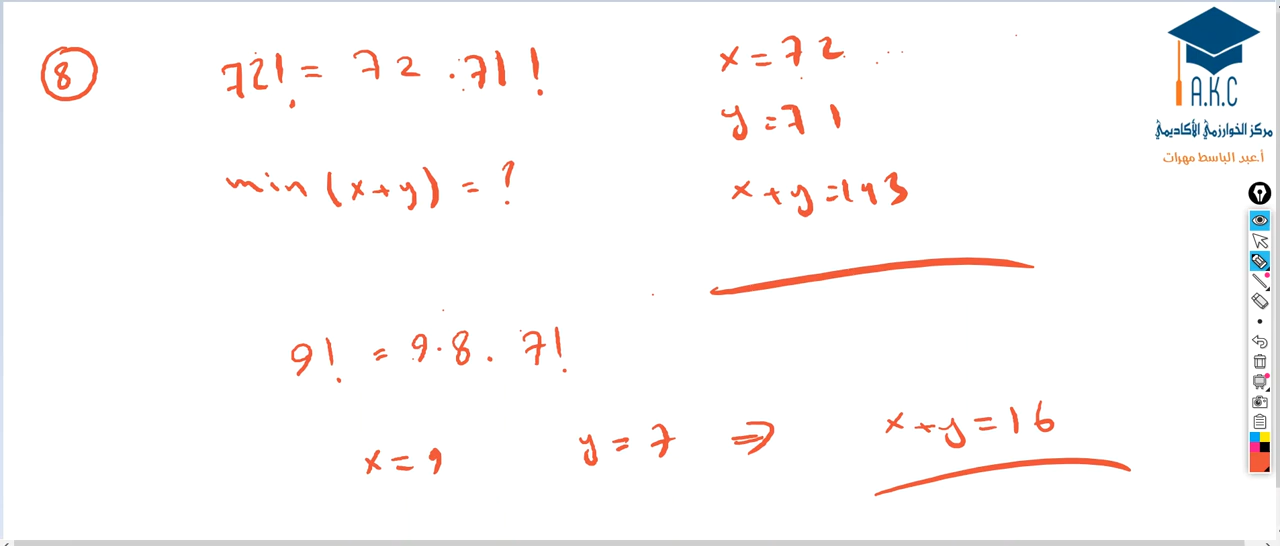 8
72! = 72 . 71!
min (x+y) = ?
x = 72
y = 71
x + y = 143
9! = 9.8. 7!
x = 9
y = 7 ⇒ x+y = 16
A.K.C
مركز الخوارزمي الأكاديمي
أ.عبد الباسط مهرات